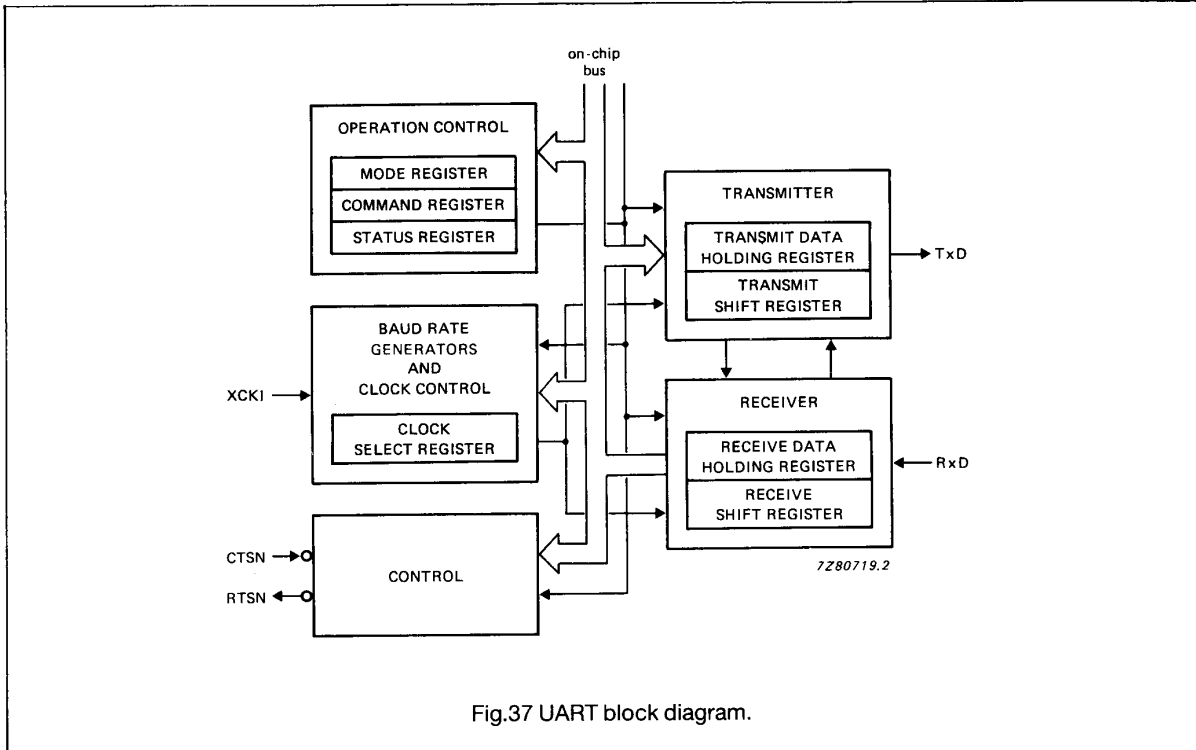 on-chip
bus
OPERATION CONTROL
MODE REGISTER
COMMAND REGISTER
STATUS REGISTER
TRANSMITTER
TRANSMIT DATA
HOLDING REGISTER
TRANSMIT
SHIFT REGISTER
TxD
BAUD RATE
GENERATORS
AND
CLOCK CONTROL
XCKI
CLOCK
SELECT REGISTER
RECEIVER
RECEIVE DATA
HOLDING REGISTER
RECEIVE
SHIFT REGISTER
RxD
7Z80719.2
CTSN
RTSN
CONTROL
Fig.37 UART block diagram.